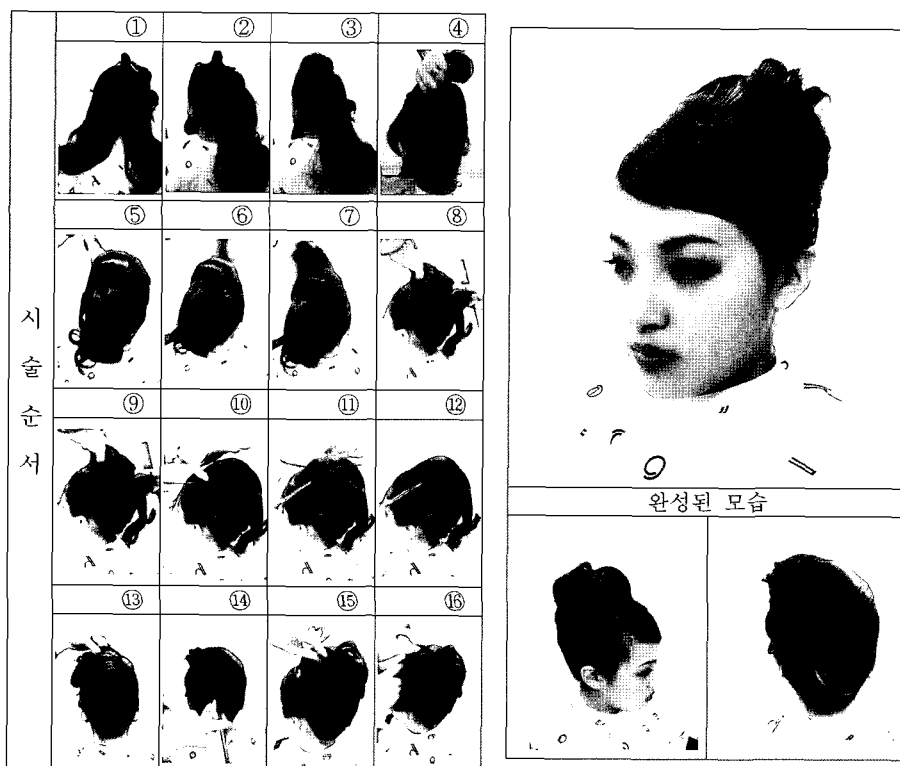 ① ② ③ ④
⑤ ⑥ ⑦ ⑧
시술순서
⑨ ⑩ ⑪ ⑫
⑬ ⑭ ⑮ ⑯
완성된 모습